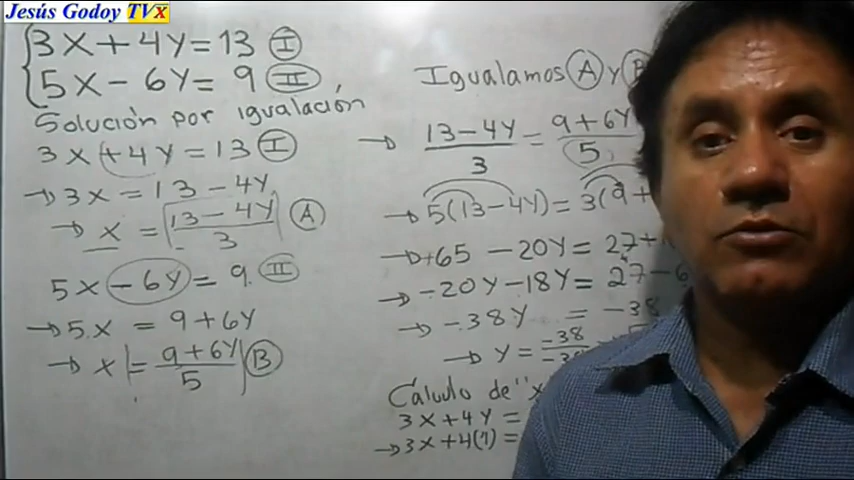 Jesús Godoy TVx
3X + 4Y = 13 I
5X - 6Y = 9 II
Solución por igualación
3X + 4Y = 13 I
→ 3X = 13 - 4Y
→ x = 13 - 4Y / 3 A
5X - 6Y = 9 II
→ 5X = 9 + 6Y
→ x = 9 + 6Y / 5 B
Igualamos A y B
→ 13 - 4Y / 3 = 9 + 6Y / 5
→ 5(13 - 4Y) = 3(9 +
→ +65 - 20Y = 27 +
→ -20Y - 18Y = 27 - 6
→ -38Y = -38
→ Y = -38 / -38
Cálculo de "x
3X + 4Y =
→ 3X + 4(1) =